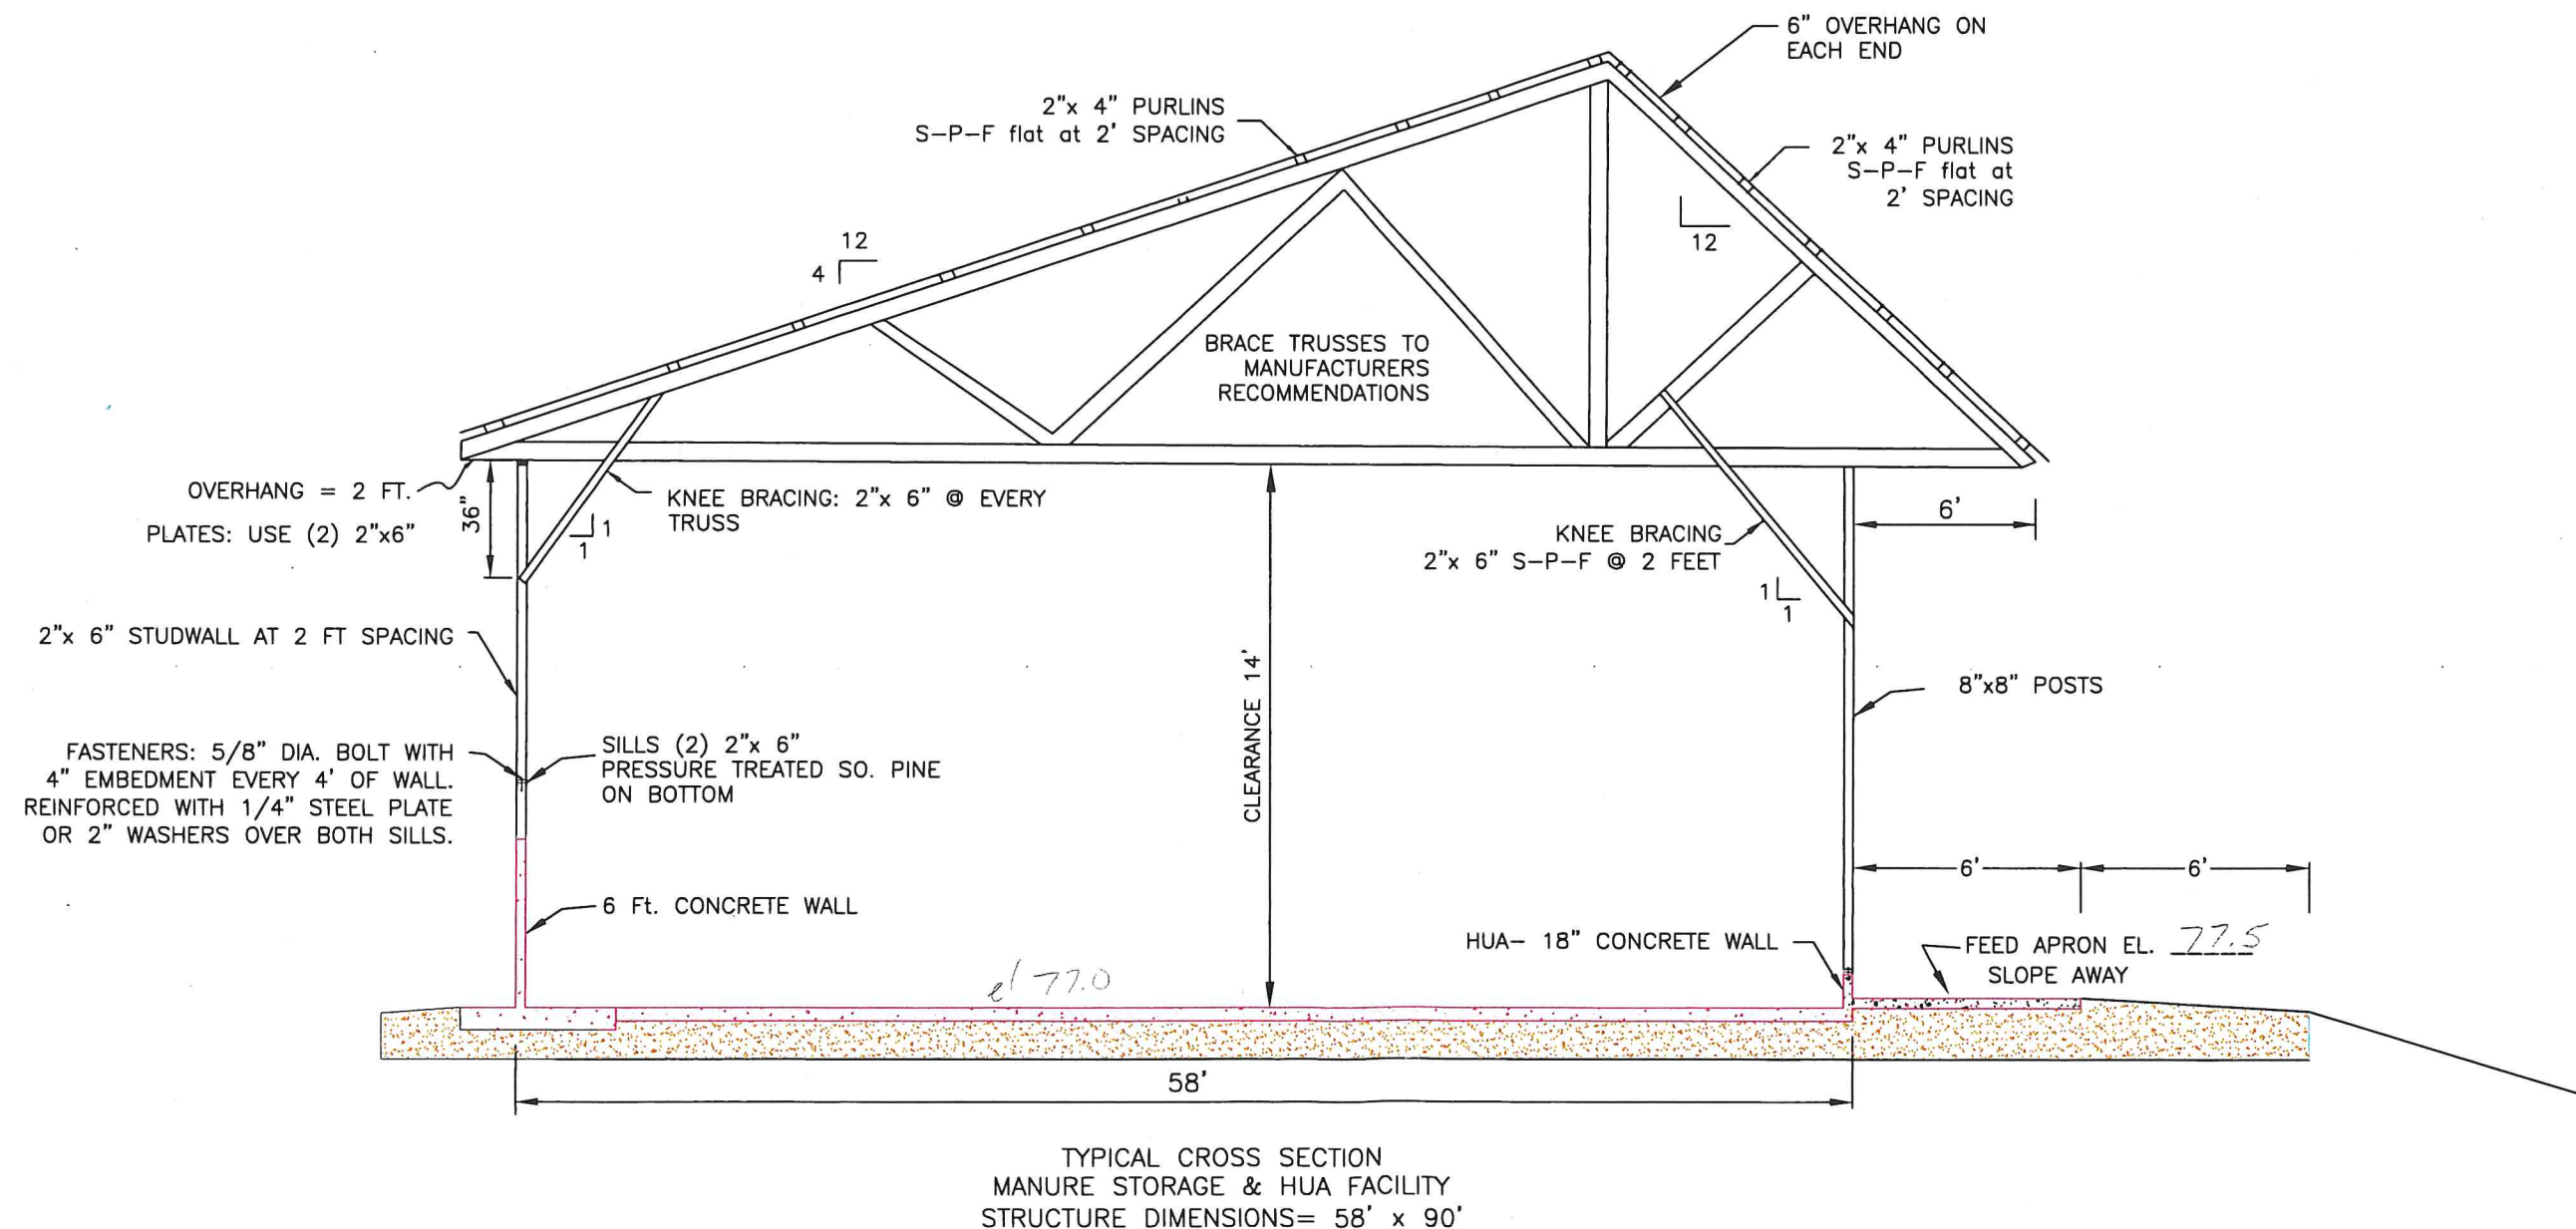 6" OVERHANG ON
EACH END
2"x 4" PURLINS
S-P-F flat at 2' SPACING
2"x 4" PURLINS
S-P-F flat at
2' SPACING
12
4
12
BRACE TRUSSES TO
MANUFACTURERS
RECOMMENDATIONS
OVERHANG = 2 FT.
PLATES: USE (2) 2"x6"
36"
KNEE BRACING: 2"x 6" @ EVERY
TRUSS
1
1
KNEE BRACING
2"x 6" S-P-F @ 2 FEET
1
1
6'
2"x 6" STUDWALL AT 2 FT SPACING
CLEARANCE 14'
8"x8" POSTS
FASTENERS: 5/8" DIA. BOLT WITH
4" EMBEDMENT EVERY 4' OF WALL.
REINFORCED WITH 1/4" STEEL PLATE
OR 2" WASHERS OVER BOTH SILLS.
SILLS (2) 2"x 6"
PRESSURE TREATED SO. PINE
ON BOTTOM
6 Ft. CONCRETE WALL
6'
6'
HUA- 18" CONCRETE WALL
FEED APRON EL. 77.5
SLOPE AWAY
el 77.0
58'
TYPICAL CROSS SECTION
MANURE STORAGE & HUA FACILITY
STRUCTURE DIMENSIONS= 58' x 90'